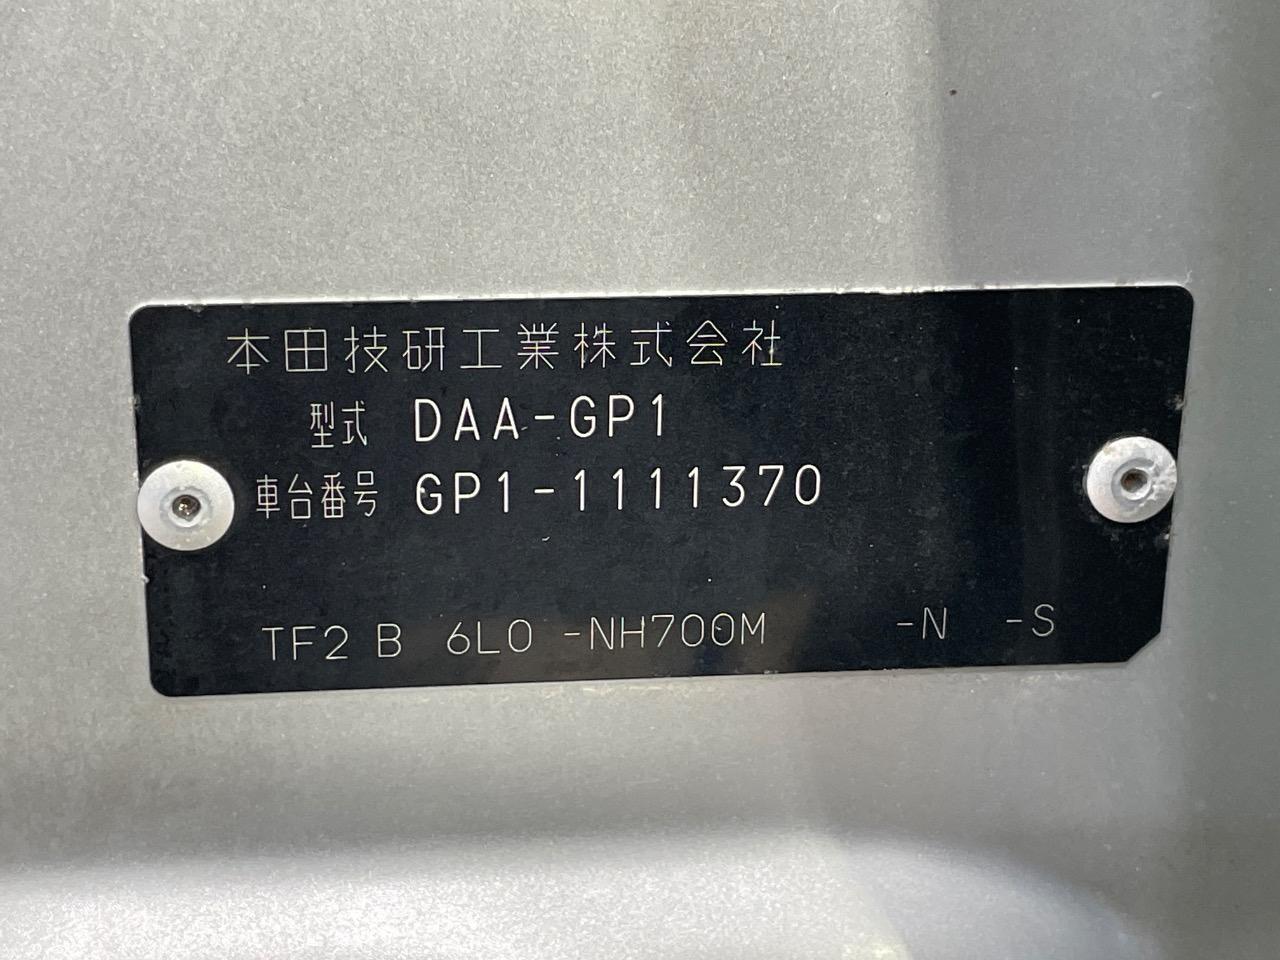 本田技研工業株式会社
型式 DAA-GP1
車台番号 GP1-1111370
TF2 B 6L0 -NH700M -N -S